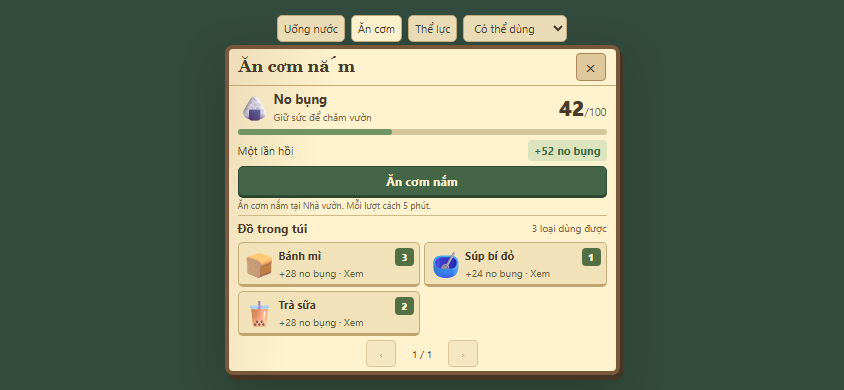 Uống nước Ăn cơm Thể lực Có thể dùng
Ăn cơm nắm ×
No bụng
Giữ sức để chăm vườn
42/100
Một lần hồi +52 no bụng
Ăn cơm nắm
Ăn cơm nắm tại Nhà vườn. Mỗi lượt cách 5 phút.
Đồ trong túi 3 loại dùng được
Bánh mì 3
+28 no bụng · Xem
Súp bí đỏ 1
+24 no bụng · Xem
Trà sữa 2
+28 no bụng · Xem
‹ 1 / 1 ›